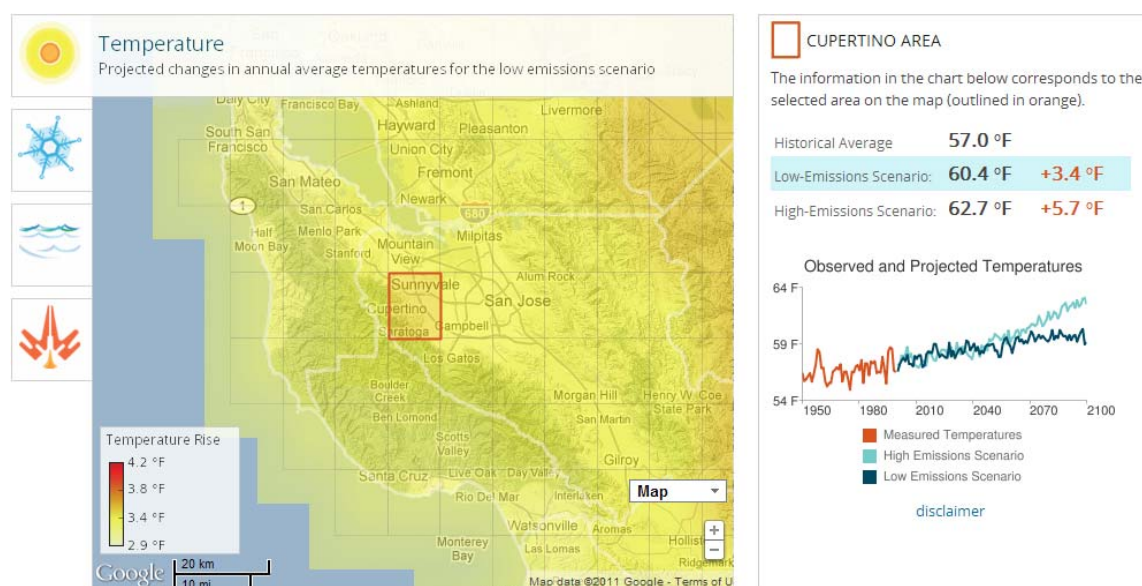 Temperature
Projected changes in annual average temperatures for the low emissions scenario
Daly City
Francisco Bay
Ashland
Livermore
Hayward
Pleasanton
South San
Francisco
Union City
Fremont
San Mateo
Newark
1
San Carlos
680
Half
Moon Bay
Menlo Park
Stanford
Mountain
View
Milpitas
Sunnyvale
Alum Rock
Cupertino
San Jose
Saratoga
Campbell
Los Gatos
Boulder
Creek
Morgan Hill
Henry W. Coe
State Park
Ben Lomond
San Martin
Scotts
Valley
Gilroy
Santa Cruz
Live Oak
Day Valley
Rio Del Mar
Interlaken
Watsonville
Aromas
Monterey
Bay
Las Lomas
Ridgemark
Temperature Rise
4.2 °F
3.8 °F
3.4 °F
2.9 °F
Map
+
−
Google
20 km
10 mi
Map data ©2011 Google - Terms of U
CUPERTINO AREA
The information in the chart below corresponds to the
selected area on the map (outlined in orange).
Historical Average 57.0 °F
Low-Emissions Scenario: 60.4 °F +3.4 °F
High-Emissions Scenario: 62.7 °F +5.7 °F
Observed and Projected Temperatures
64 F
59 F
54 F
1950 1980 2010 2040 2070 2100
Measured Temperatures
High Emissions Scenario
Low Emissions Scenario
disclaimer